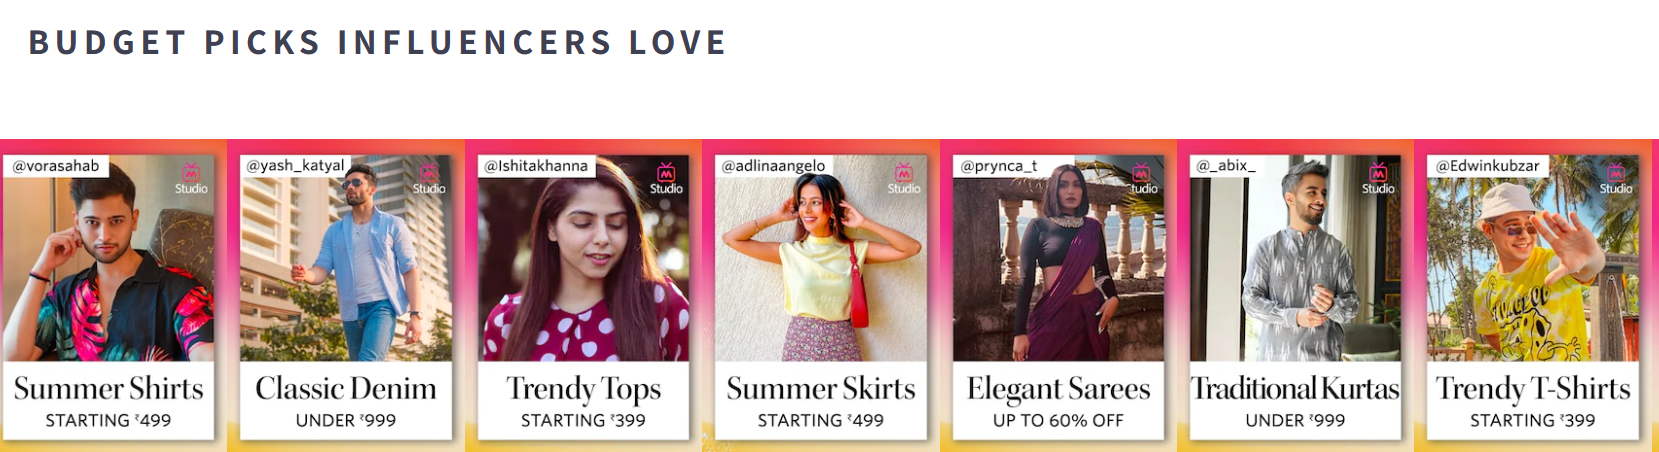 BUDGET PICKS INFLUENCERS LOVE
@vorasahab
Studio
Summer Shirts
STARTING ₹499
@yash_katyal
Studio
Classic Denim
UNDER ₹999
@Ishitakhanna
Studio
Trendy Tops
STARTING ₹399
@adlinaangelo
Studio
Summer Skirts
STARTING ₹499
@prynca_t
Studio
Elegant Sarees
UP TO 60% OFF
@_abix_
Studio
Traditional Kurtas
UNDER ₹999
@Edwinkubzar
Studio
Trendy T-Shirts
STARTING ₹399